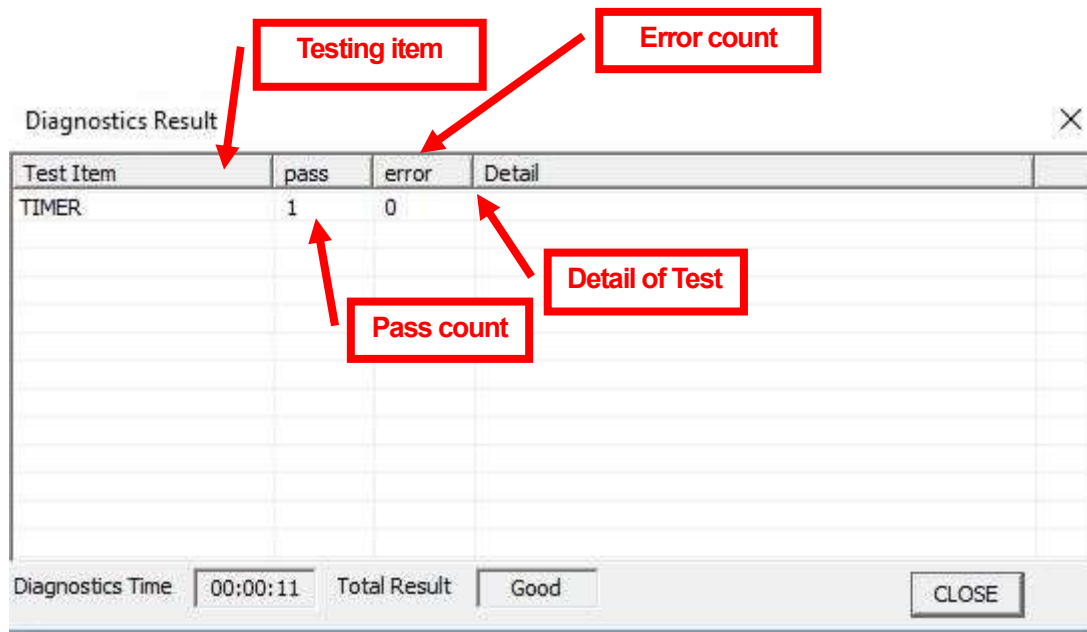 Testing item
Error count
Diagnostics Result
Test Item pass error Detail
TIMER 1 0
Detail of Test
Pass count
Diagnostics Time 00:00:11 Total Result Good CLOSE